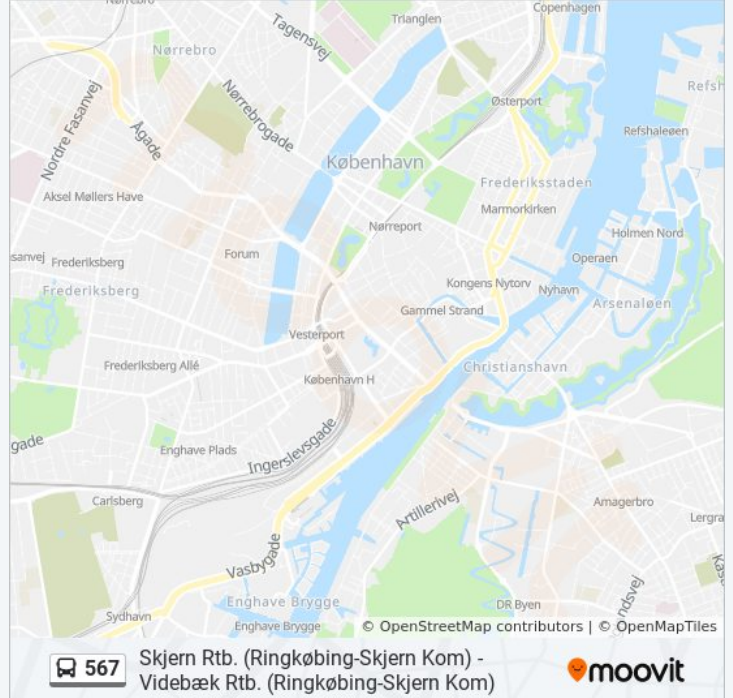 Nørrebro
Copenhagen
Trianglen
Tagensvej
Nørrebro
Refsh
Nordre Fasanvej
Nørrebrogade
Østerport
Ågade
Refshaleøen
København
Frederiksstaden
Aksel Møllers Have
Marmorkirken
Nørreport
Holmen Nord
Forum
sanvej
Frederiksberg
Operaen
Kongens Nytorv
Nyhavn
Frederiksberg
Arsenaløen
Gammel Strand
Vesterport
Frederiksberg Allé
Christianshavn
København H
gade
Enghave Plads
Ingerslevsgade
Carlsberg
Artillerivej
Amagerbro
Lergra
Vasbygade
Enghave Brygge
DR Byen
ndsvej
Sydhavn
Enghave Brygge
© OpenStreetMap contributors | © OpenMapTiles
567
Skjern Rtb. (Ringkøbing-Skjern Kom) -
Videbæk Rtb. (Ringkøbing-Skjern Kom)
moovit